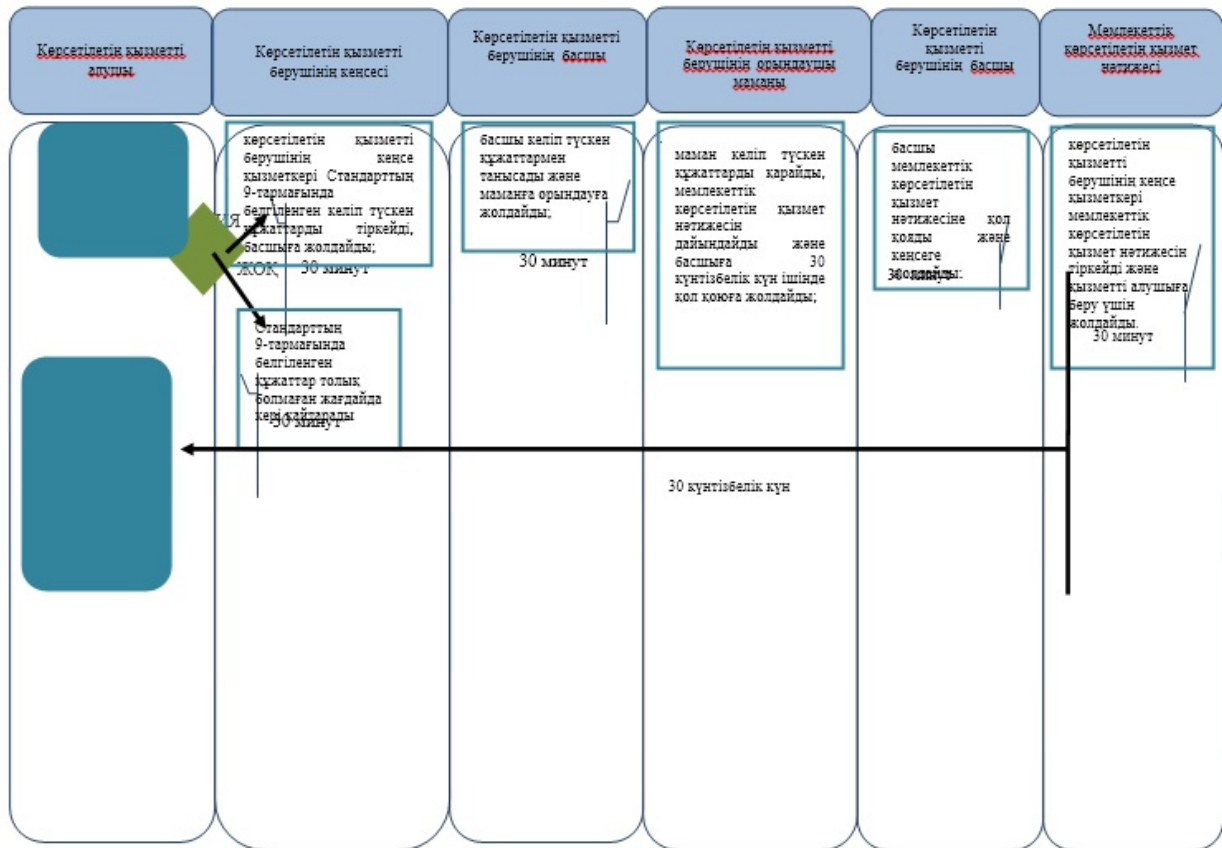 Көрсетілетін қызметті
алушы
Көрсетілетін қызметті
берушінің кеңсесі
Көрсетілетін қызметті
берушінің басшы
Көрсетілетін қызметті
берушінің орындаушы
маманы
Көрсетілетін
қызметті
берушінің басшы
Мемлекеттік
көрсетілетін қызмет
нәтижесі
көрсетілетін қызметті
берушінің кеңсе
қызметкері Стандарттың
9-тармағында
белгіленген келіп түскен
құжаттарды тіркейді,
басшыға жолдайды;
ИЯ
ЖОҚ
30 минут
Стандарттың
9-тармағында
белгіленген
құжаттар толық
болмаған жағдайда
кері қайтарады
30 минут
басшы келіп түскен
құжаттармен
танысады және
маманға орындауға
жолдайды;
30 минут
маман келіп түскен
құжаттарды қарайды,
мемлекеттік
көрсетілетін қызмет
нәтижесін
дайындайды және
басшыға 30
күнтізбелік күн ішінде
қол қоюға жолдайды;
басшы
мемлекеттік
көрсетілетін
қызмет
нәтижесіне қол
қояды және
кеңсеге
жолдайды;
30 минут
көрсетілетін
қызметті
берушінің кеңсе
қызметкері
мемлекеттік
көрсетілетін
қызмет нәтижесін
тіркейді және
қызметті алушыға
беру үшін
жолдайды.
30 минут
30 күнтізбелік күн